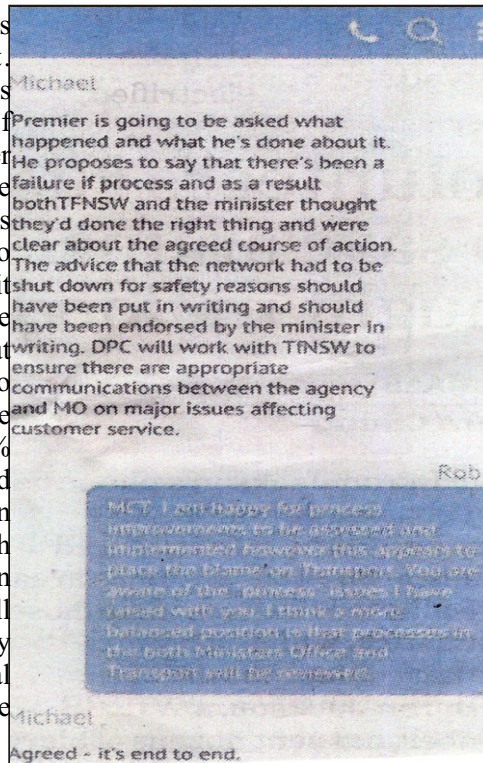 Michael
Premier is going to be asked what
happened and what he's done about it.
He proposes to say that there's been a
failure if process and as a result
bothTFNSW and the minister thought
they'd done the right thing and were
clear about the agreed course of action.
The advice that the network had to be
shut down for safety reasons should
have been put in writing and should
have been endorsed by the minister in
writing. DPC will work with TfNSW to
ensure there are appropriate
communications between the agency
and MO on major issues affecting
customer service.
Rob
MCT, I am happy for process
improvements to be assessed and
implemented however this appears to
place the blame on Transport. You are
aware of the "process" issues I have
raised with you. I think a more
balanced position is that processes in
the both Ministers Office and
Transport will be reviewed.
Michael
Agreed - it's end to end.